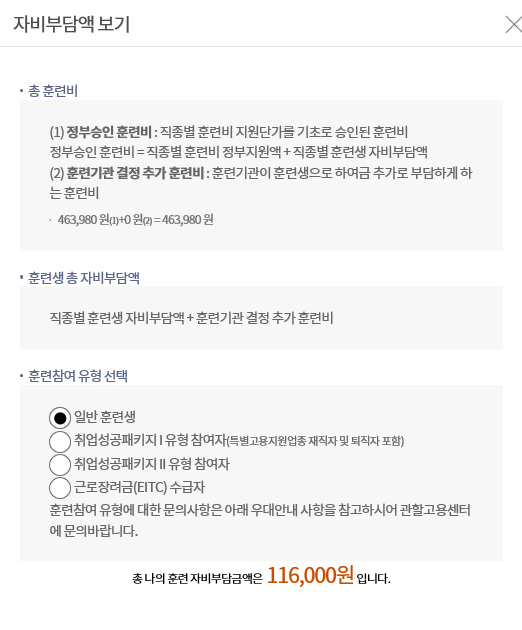 자비부담액 보기
총 훈련비
(1) 정부승인 훈련비 : 직종별 훈련비 지원단가를 기초로 승인된 훈련비
정부승인 훈련비 = 직종별 훈련비 정부지원액 + 직종별 훈련생 자비부담액
(2) 훈련기관 결정 추가 훈련비 : 훈련기관이 훈련생으로 하여금 추가로 부담하게 하
는 훈련비
463,980 원(1)+0 원(2) = 463,980 원
훈련생 총 자비부담액
직종별 훈련생 자비부담액 + 훈련기관 결정 추가 훈련비
훈련참여 유형 선택
일반 훈련생
취업성공패키지 I 유형 참여자(특별고용지원업종 재직자 및 퇴직자 포함)
취업성공패키지 II 유형 참여자
근로장려금(EITC) 수급자
훈련참여 유형에 대한 문의사항은 아래 우대안내 사항을 참고하시어 관할고용센터
에 문의바랍니다.
총 나의 훈련 자비부담금액은 116,000원 입니다.